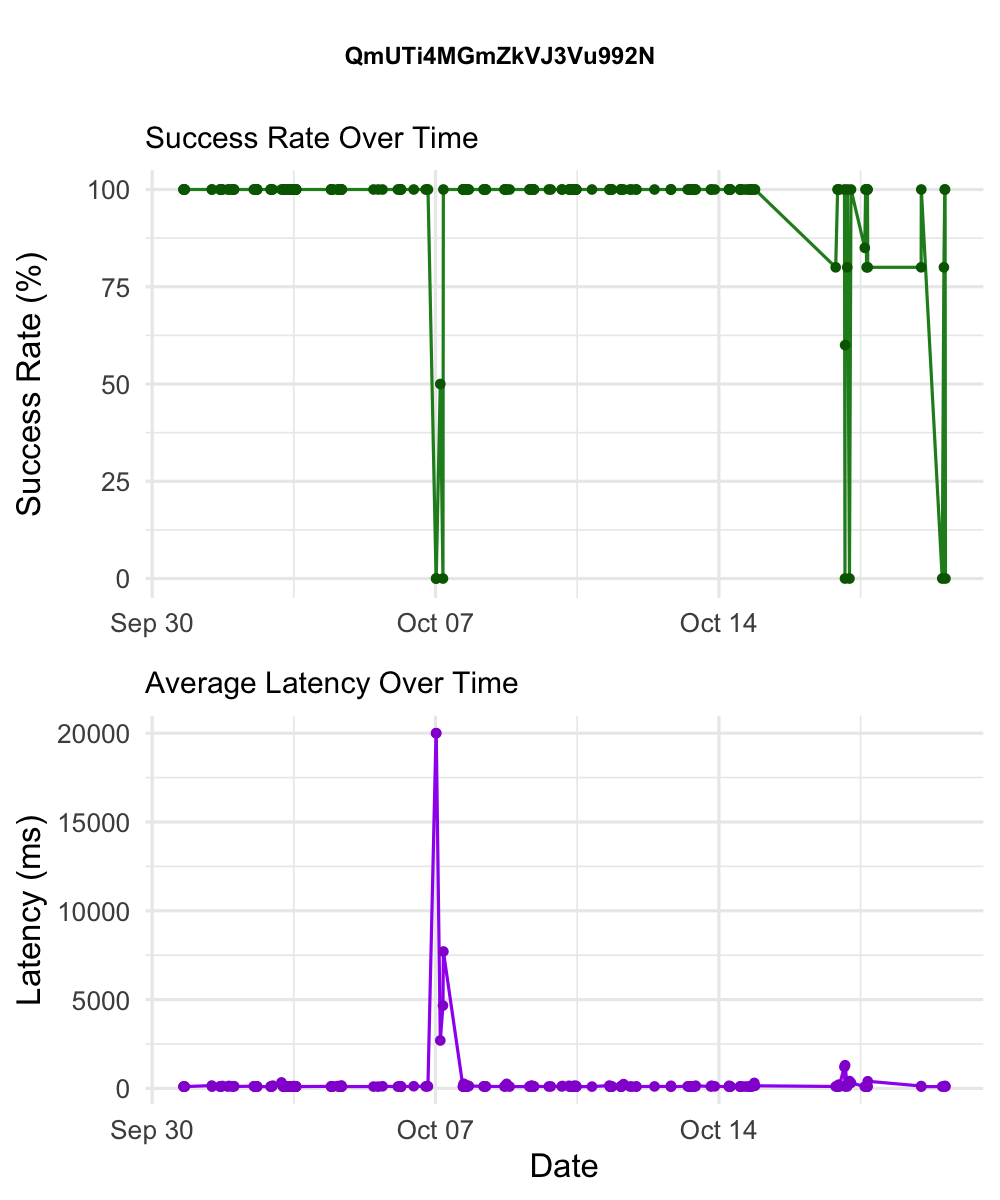 QmUTi4MGmZkVJ3Vu992N
Success Rate Over Time
Success Rate (%)
100
75
50
25
0
Sep 30 Oct 07 Oct 14
Average Latency Over Time
Latency (ms)
20000
15000
10000
5000
0
Sep 30 Oct 07 Oct 14
Date